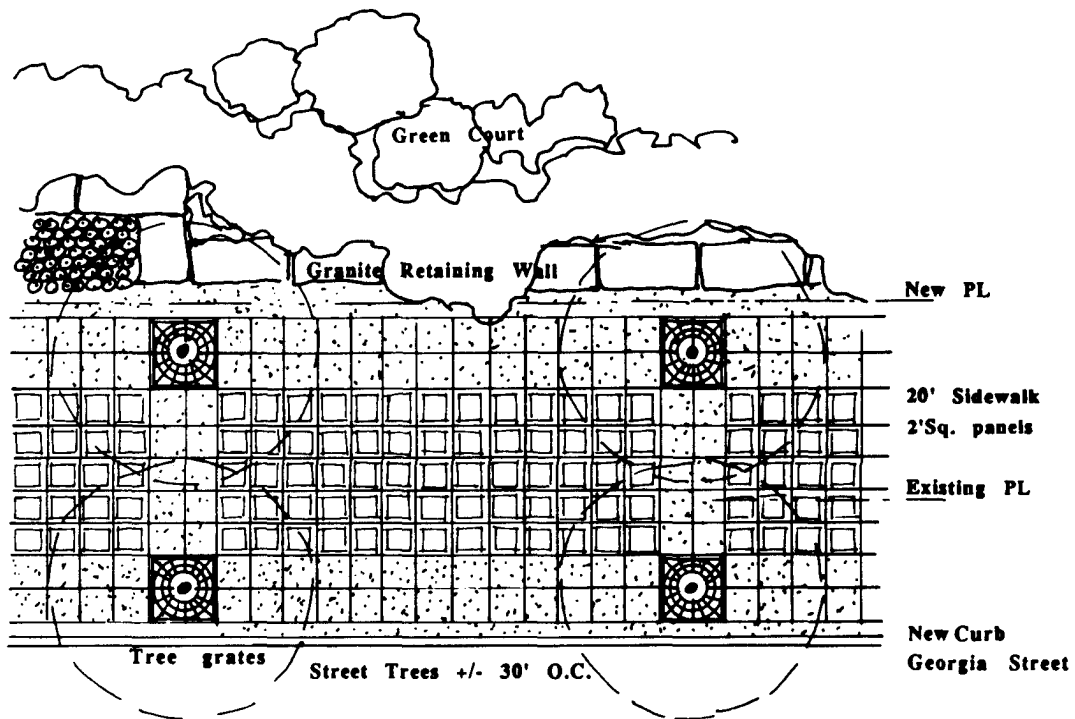 Green Court
Granite Retaining Wall
New PL
20' Sidewalk
2'Sq. panels
Existing PL
New Curb
Georgia Street
Tree grates
Street Trees +/- 30' O.C.